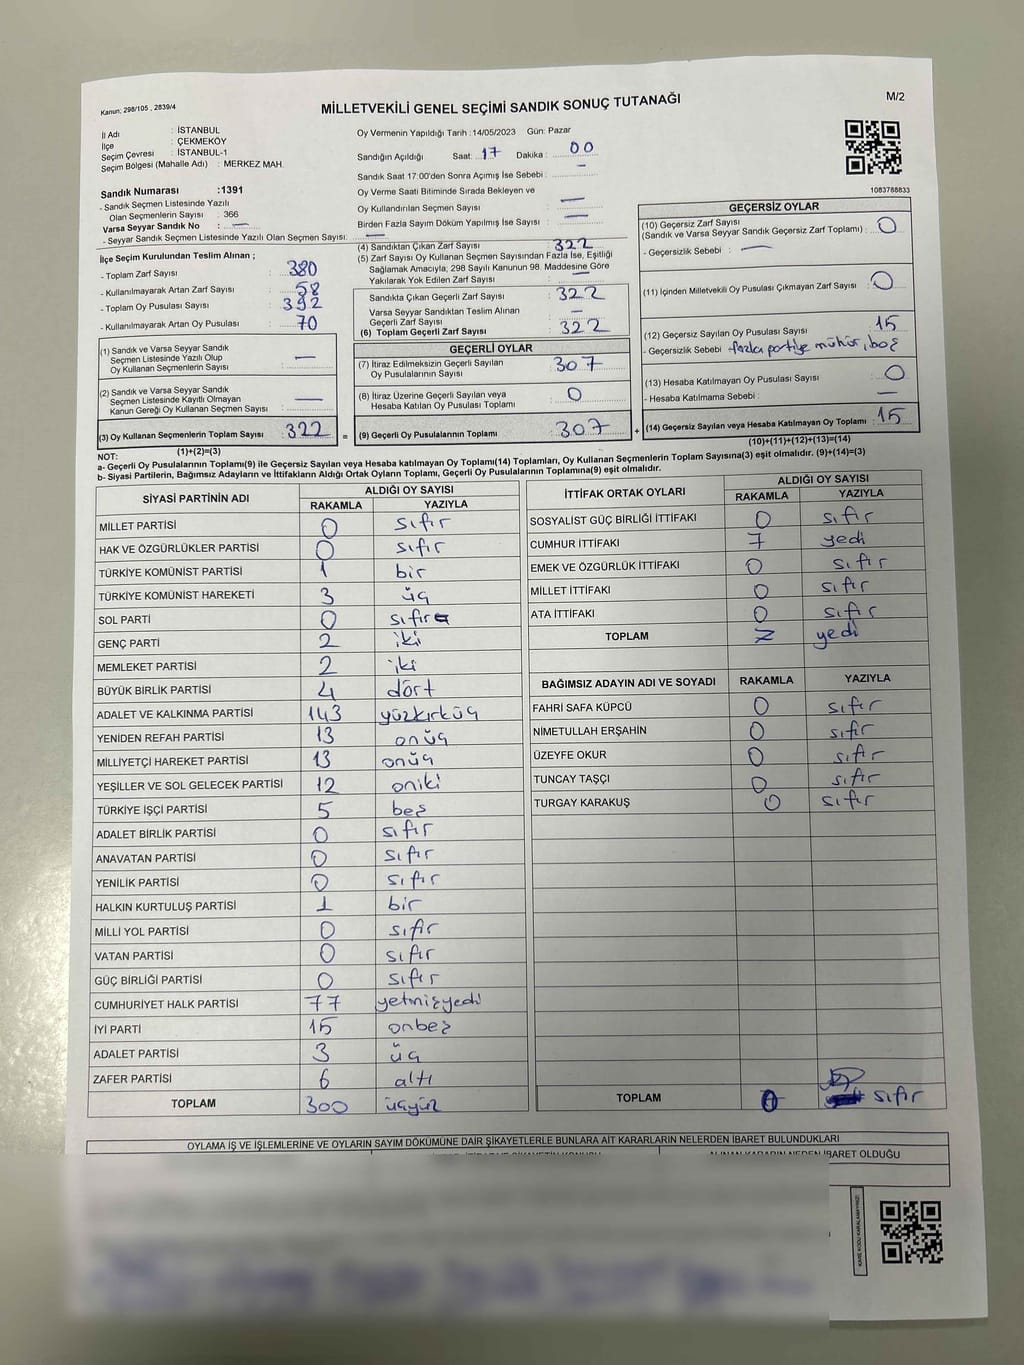 Kanun: 298/105 , 2839/4
MİLLETVEKİLİ GENEL SEÇİMİ SANDIK SONUÇ TUTANAĞI
M/2
İl Adı : İSTANBUL
İlçe : ÇEKMEKÖY
Seçim Çevresi : İSTANBUL-1
Seçim Bölgesi (Mahalle Adı) : MERKEZ MAH.
Sandık Numarası :1391
- Sandık Seçmen Listesinde Yazılı
Olan Seçmenlerin Sayısı : 366
Varsa Seyyar Sandık No : —
- Seyyar Sandık Seçmen Listesinde Yazılı Olan Seçmen Sayısı: —
Oy Vermenin Yapıldığı Tarih :14/05/2023 Gün: Pazar
Sandığın Açıldığı Saat: 17 Dakika : 00
Sandık Saat 17:00'den Sonra Açımış İse Sebebi : —
Oy Verme Saati Bitiminde Sırada Bekleyen ve
Oy Kullandırılan Seçmen Sayısı : —
Birden Fazla Sayım Döküm Yapılmış İse Sayısı : —
1083788833
İlçe Seçim Kurulundan Teslim Alınan ;
- Toplam Zarf Sayısı : 380
- Kullanılmayarak Artan Zarf Sayısı : 58
- Toplam Oy Pusulası Sayısı : 392
- Kullanılmayarak Artan Oy Pusulası : 70
(1) Sandık ve Varsa Seyyar Sandık
Seçmen Listesinde Yazılı Olup
Oy Kullanan Seçmenlerin Sayısı : —
(2) Sandık ve Varsa Seyyar Sandık
Seçmen Listesinde Kayıtlı Olmayan
Kanun Gereği Oy Kullanan Seçmen Sayısı : —
(3) Oy Kullanan Seçmenlerin Toplam Sayısı : 322
(1)+(2)=(3)
(4) Sandıktan Çıkan Zarf Sayısı : 322
(5) Zarf Sayısı Oy Kullanan Seçmen Sayısından Fazla İse, Eşitliği
Sağlamak Amacıyla, 298 Sayılı Kanunun 98. Maddesine Göre
Yakılarak Yok Edilen Zarf Sayısı : —
Sandıkta Çıkan Geçerli Zarf Sayısı : 322
Varsa Seyyar Sandıktan Teslim Alınan
Geçerli Zarf Sayısı : —
(6) Toplam Geçerli Zarf Sayısı : 322
GEÇERLİ OYLAR
(7) İtiraz Edilmeksizin Geçerli Sayılan
Oy Pusulalarının Sayısı : 307
(8) İtiraz Üzerine Geçerli Sayılan veya
Hesaba Katılan Oy Pusulası Toplamı : 0
= (9) Geçerli Oy Pusulalarının Toplamı : 307
GEÇERSİZ OYLAR
(10) Geçersiz Zarf Sayısı
(Sandık ve Varsa Seyyar Sandık Geçersiz Zarf Toplamı) : 0
- Geçersizlik Sebebi : —
(11) İçinden Milletvekili Oy Pusulası Çıkmayan Zarf Sayısı : 0
(12) Geçersiz Sayılan Oy Pusulası Sayısı : 15
- Geçersizlik Sebebi : fazla partiye mühür, boş
(13) Hesaba Katılmayan Oy Pusulası Sayısı : 0
- Hesaba Katılmama Sebebi : —
+ (14) Geçersiz Sayılan veya Hesaba Katılmayan Oy Toplamı : 15
(10)+(11)+(12)+(13)=(14)
NOT:
a- Geçerli Oy Pusulalarının Toplamı(9) ile Geçersiz Sayılan veya Hesaba katılmayan Oy Toplamı(14) Toplamları, Oy Kullanan Seçmenlerin Toplam Sayısına(3) eşit olmalıdır. (9)+(14)=(3)
b- Siyasi Partilerin, Bağımsız Adayların ve İttifakların Aldığı Ortak Oyların Toplamı, Geçerli Oy Pusulalarının Toplamına(9) eşit olmalıdır.
SİYASİ PARTİNİN ADI ALDIĞI OY SAYISI
RAKAMLA YAZIYLA
MİLLET PARTİSİ 0 sıfır
HAK VE ÖZGÜRLÜKLER PARTİSİ 0 sıfır
TÜRKİYE KOMÜNİST PARTİSİ 1 bir
TÜRKİYE KOMÜNİST HAREKETİ 3 üç
SOL PARTİ 0 sıfır
GENÇ PARTİ 2 iki
MEMLEKET PARTİSİ 2 iki
BÜYÜK BİRLİK PARTİSİ 4 dört
ADALET VE KALKINMA PARTİSİ 143 yüzkırküç
YENİDEN REFAH PARTİSİ 13 onüç
MİLLİYETÇİ HAREKET PARTİSİ 13 onüç
YEŞİLLER VE SOL GELECEK PARTİSİ 12 oniki
TÜRKİYE İŞÇİ PARTİSİ 5 beş
ADALET BİRLİK PARTİSİ 0 sıfır
ANAVATAN PARTİSİ 0 sıfır
YENİLİK PARTİSİ 0 sıfır
HALKIN KURTULUŞ PARTİSİ 1 bir
MİLLİ YOL PARTİSİ 0 sıfır
VATAN PARTİSİ 0 sıfır
GÜÇ BİRLİĞİ PARTİSİ 0 sıfır
CUMHURİYET HALK PARTİSİ 77 yetmişyedi
İYİ PARTİ 15 onbeş
ADALET PARTİSİ 3 üç
ZAFER PARTİSİ 6 altı
TOPLAM 300 üçyüz
İTTİFAK ORTAK OYLARI ALDIĞI OY SAYISI
RAKAMLA YAZIYLA
SOSYALİST GÜÇ BİRLİĞİ İTTİFAKI 0 sıfır
CUMHUR İTTİFAKI 7 yedi
EMEK VE ÖZGÜRLÜK İTTİFAKI 0 sıfır
MİLLET İTTİFAKI 0 sıfır
ATA İTTİFAKI 0 sıfır
TOPLAM 7 yedi
BAĞIMSIZ ADAYIN ADI VE SOYADI RAKAMLA YAZIYLA
FAHRİ SAFA KÜPCÜ 0 sıfır
NİMETULLAH ERŞAHİN 0 sıfır
ÜZEYFE OKUR 0 sıfır
TUNCAY TAŞÇI 0 sıfır
TURGAY KARAKUŞ 0 sıfır
TOPLAM 0 sıfır
OYLAMA İŞ VE İŞLEMLERİNE VE OYLARIN SAYIM DÖKÜMÜNE DAİR ŞİKAYETLERLE BUNLARA AİT KARARLARIN NELERDEN İBARET BULUNDUKLARI
ALINAN KARARIN NEDEN İBARET OLDUĞU
KARE KODU KARALAMAYINIZ!